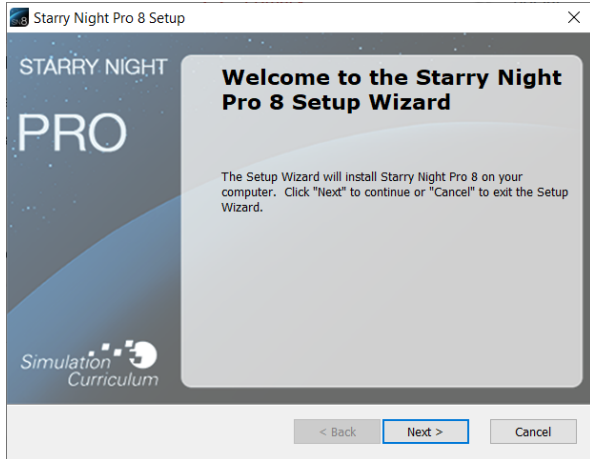 Starry Night Pro 8 Setup
STARRY NIGHT
PRO
Welcome to the Starry Night
Pro 8 Setup Wizard
The Setup Wizard will install Starry Night Pro 8 on your
computer. Click "Next" to continue or "Cancel" to exit the Setup
Wizard.
Simulation
Curriculum
< Back
Next >
Cancel